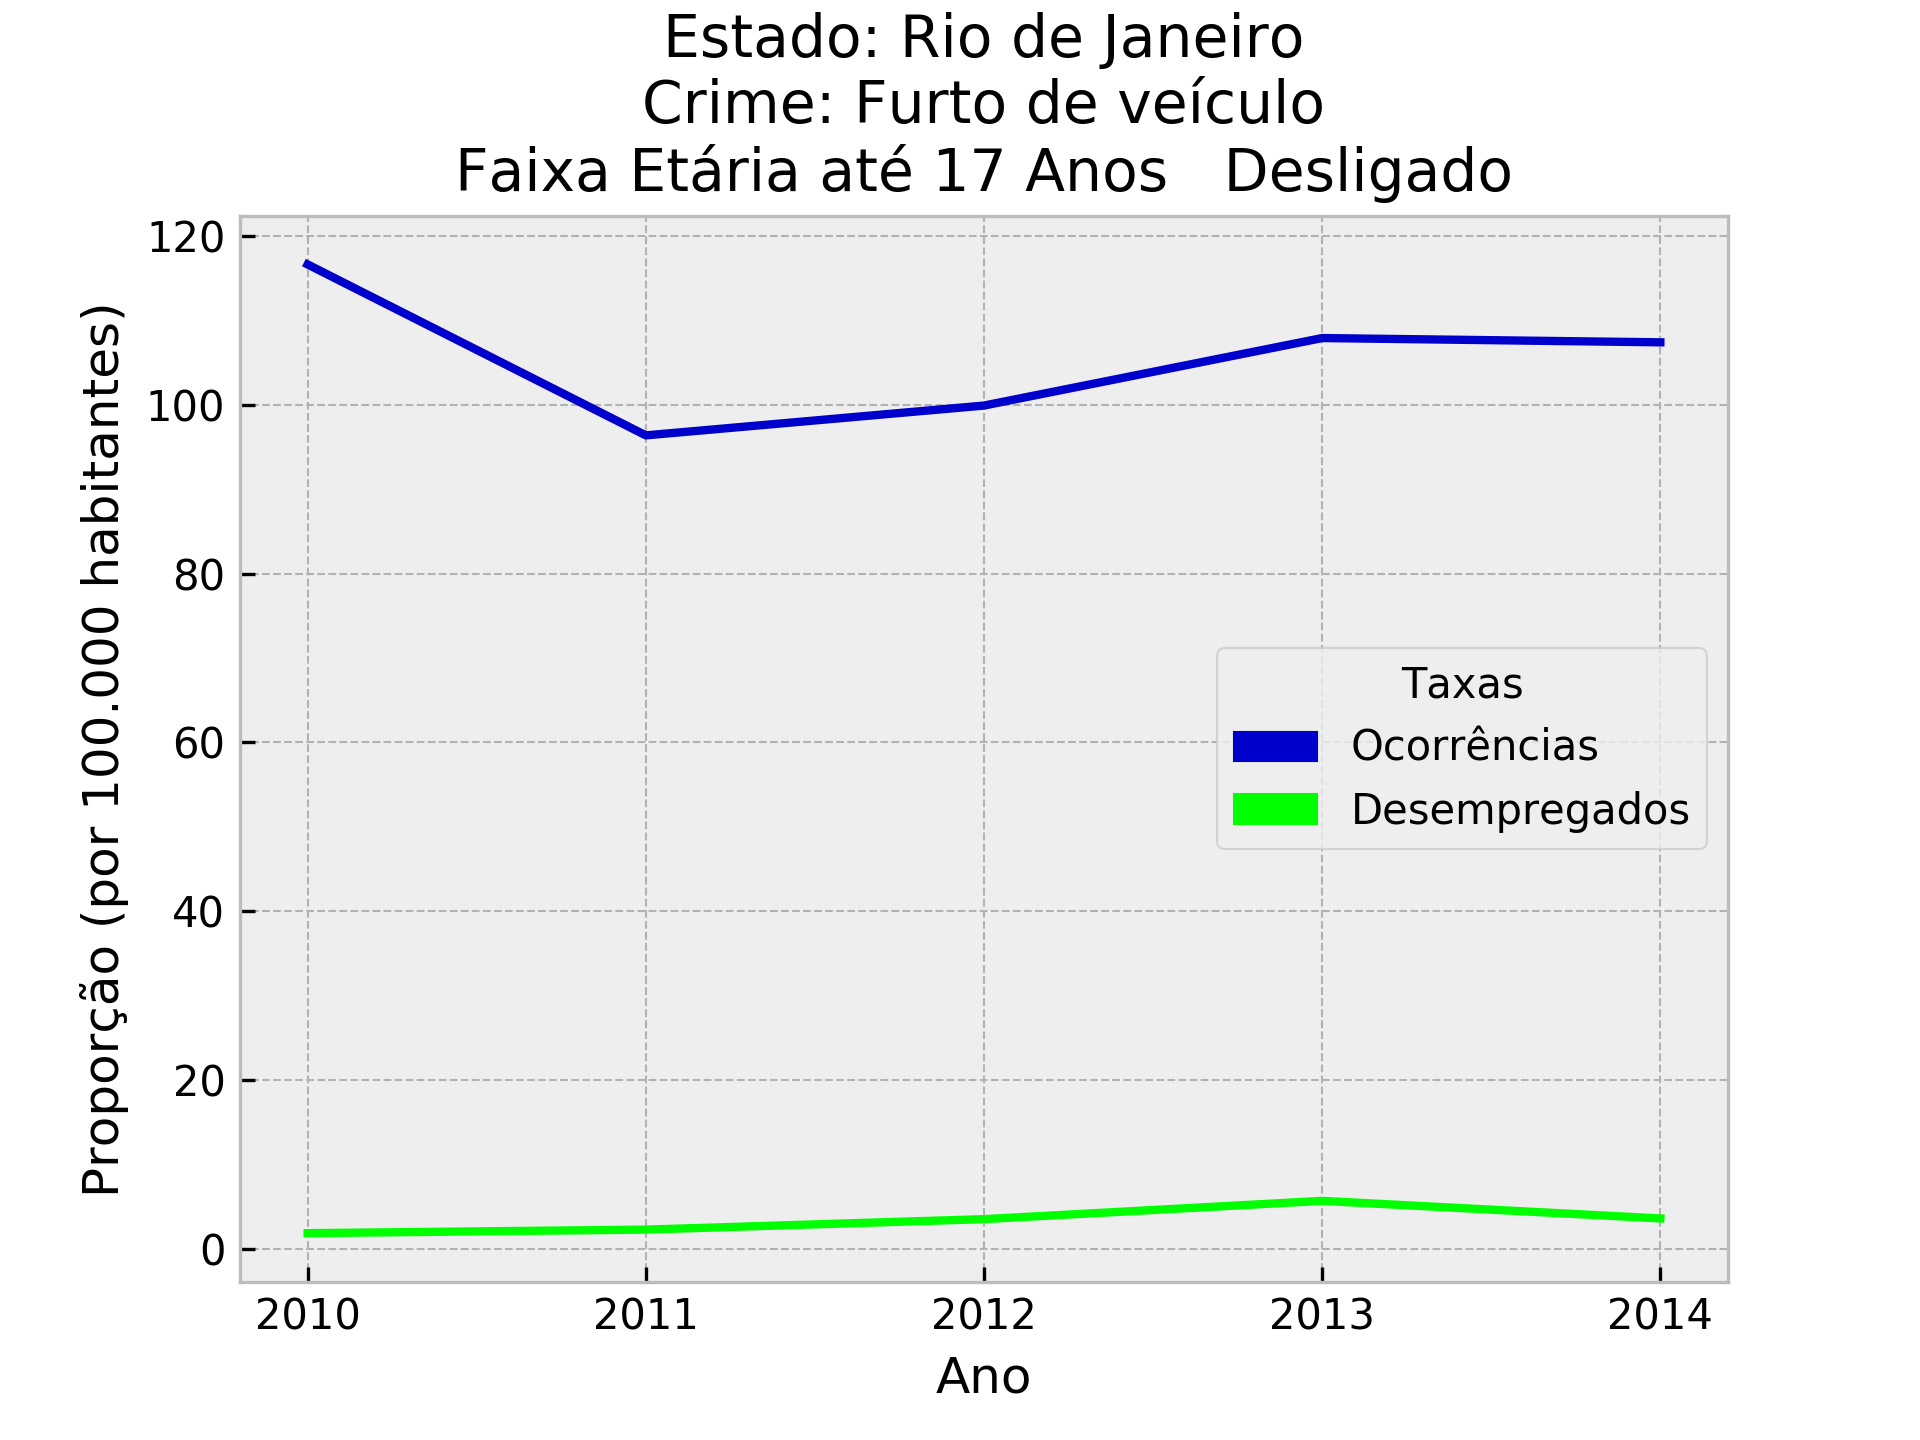 Estado: Rio de Janeiro
Crime: Furto de veículo
Faixa Etária até 17 Anos   Desligado
Proporção (por 100.000 habitantes)
120
100
80
60
40
20
0
Taxas
Ocorrências
Desempregados
2010
2011
2012
2013
2014
Ano